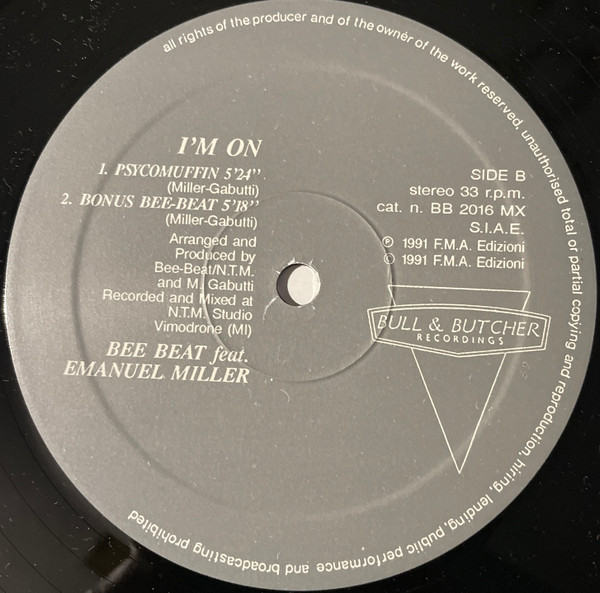 all rights of the producer and of the owner of the work reserved, unauthorised total or partial copying and reproduction, hiring, lending, public performance and broadcasting prohibited
I'M ON
1. PSYCOMUFFIN 5'24''
(Miller-Gabutti)
2. BONUS BEE-BEAT 5'18''
(Miller-Gabutti)
Arranged and
Produced by
Bee-Beat/N.T.M.
and M. Gabutti
Recorded and Mixed at
N.T.M. Studio
Vimodrone (MI)
BEE BEAT feat.
EMANUEL MILLER
SIDE B
stereo 33 r.p.m.
cat. n. BB 2016 MX
S.I.A.E.
℗ 1991 F.M.A. Edizioni
© 1991 F.M.A. Edizioni
BULL & BUTCHER
RECORDINGS